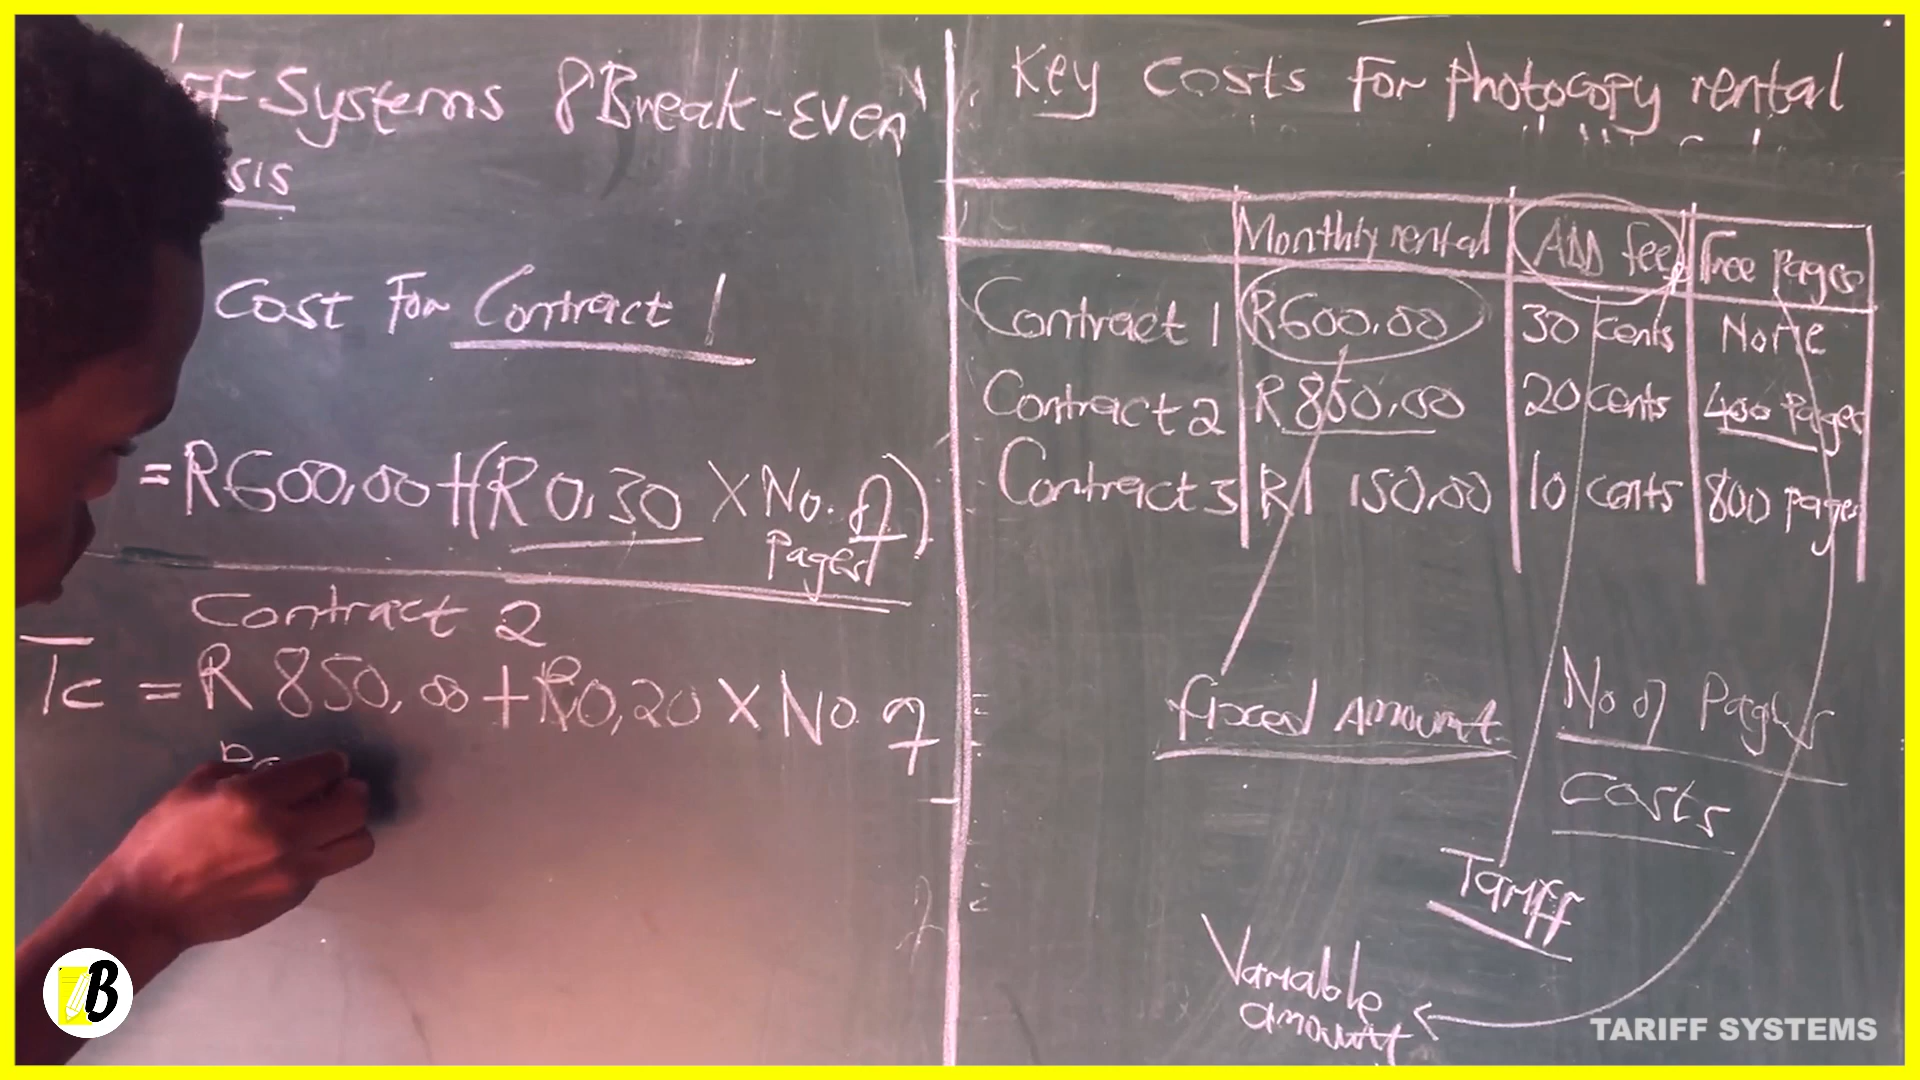 FF Systems & Break-Even
sis
Cost For Contract 1
= R600,00 + (R0,30 X No. of
Pages)
Contract 2
Tc = R850,00 + R0,20 X No of
Key Costs For photocopy rental
Monthly rental ADD fee Free pages
Contract 1 R600,00 30 cents None
Contract 2 R850,00 20 cents 400 pages
Contract 3 R1 150,00 10 cents 800 pages
fixed Amount
No of Pages
Costs
Tariff
Variable
amount
B
TARIFF SYSTEMS